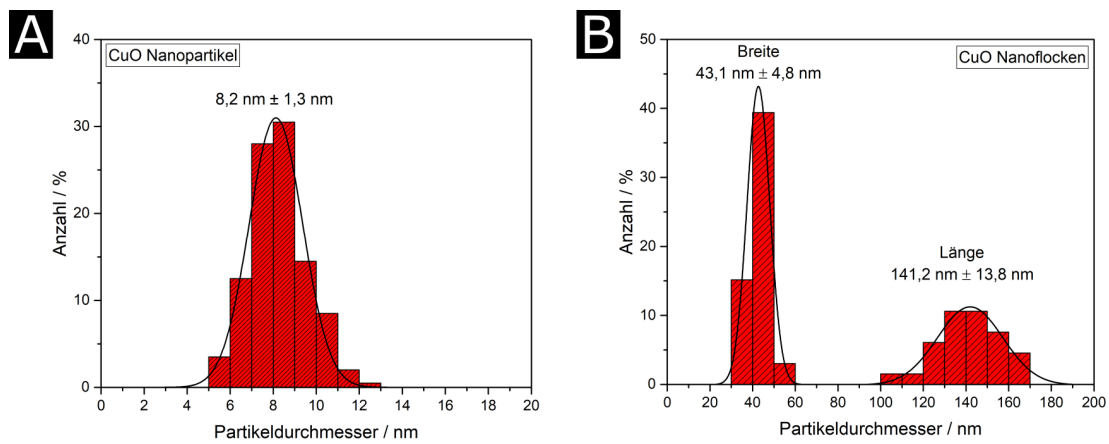 A
CuO Nanopartikel
8,2 nm ± 1,3 nm
Anzahl / %
40
30
20
10
0
0 2 4 6 8 10 12 14 16 18 20
Partikeldurchmesser / nm
B
CuO Nanoflocken
Breite
43,1 nm ± 4,8 nm
Länge
141,2 nm ± 13,8 nm
Anzahl / %
50
40
30
20
10
0
0 20 40 60 80 100 120 140 160 180 200
Partikeldurchmesser / nm